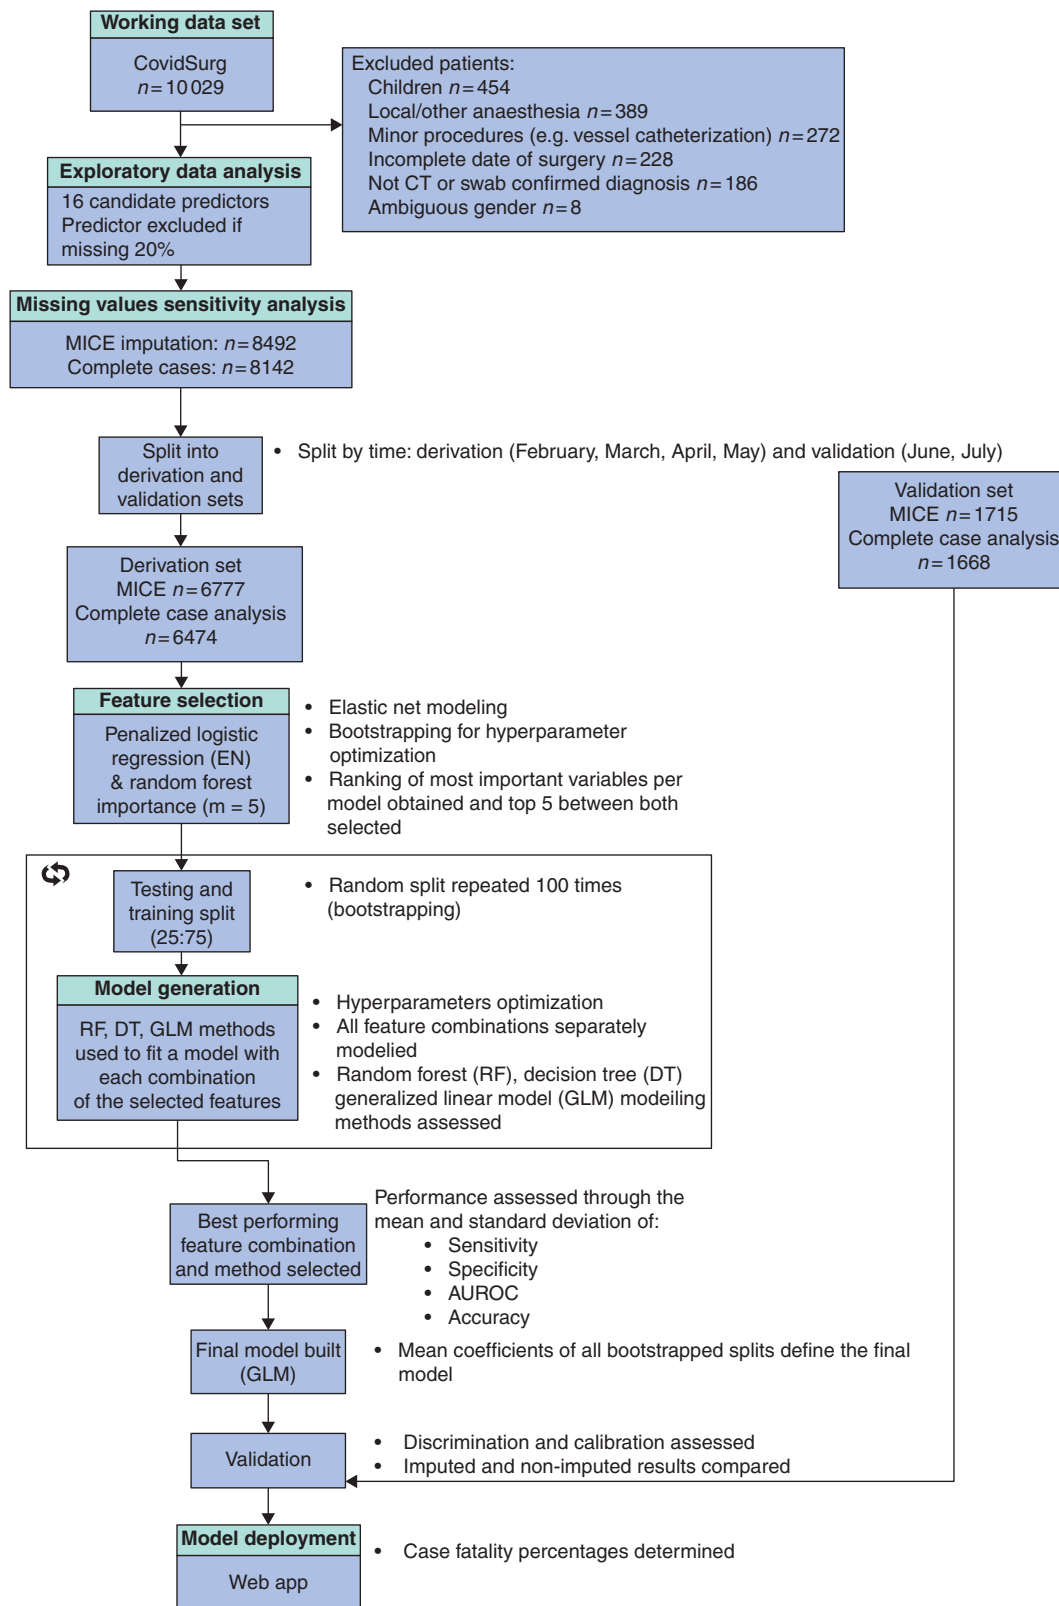 Working data set
CovidSurg
n = 10 029
Excluded patients:
Children n = 454
Local/other anaesthesia n = 389
Minor procedures (e.g. vessel catheterization) n = 272
Incomplete date of surgery n = 228
Not CT or swab confirmed diagnosis n = 186
Ambiguous gender n = 8
Exploratory data analysis
16 candidate predictors
Predictor excluded if
missing 20%
Missing values sensitivity analysis
MICE imputation: n = 8492
Complete cases: n = 8142
Split into
derivation and
validation sets
• Split by time: derivation (February, March, April, May) and validation (June, July)
Validation set
MICE n = 1715
Complete case analysis
n = 1668
Derivation set
MICE n = 6777
Complete case analysis
n = 6474
Feature selection
Penalized logistic
regression (EN)
& random forest
importance (m = 5)
• Elastic net modeling
• Bootstrapping for hyperparameter
optimization
• Ranking of most important variables per
model obtained and top 5 between both
selected
Testing and
training split
(25:75)
• Random split repeated 100 times
(bootstrapping)
Model generation
RF, DT, GLM methods
used to fit a model with
each combination
of the selected features
• Hyperparameters optimization
• All feature combinations separately
modelied
• Random forest (RF), decision tree (DT)
generalized linear model (GLM) modeiling
methods assessed
Best performing
feature combination
and method selected
Performance assessed through the
mean and standard deviation of:
• Sensitivity
• Specificity
• AUROC
• Accuracy
Final model built
(GLM)
• Mean coefficients of all bootstrapped splits define the final
model
Validation
• Discrimination and calibration assessed
• Imputed and non-imputed results compared
Model deployment
Web app
• Case fatality percentages determined